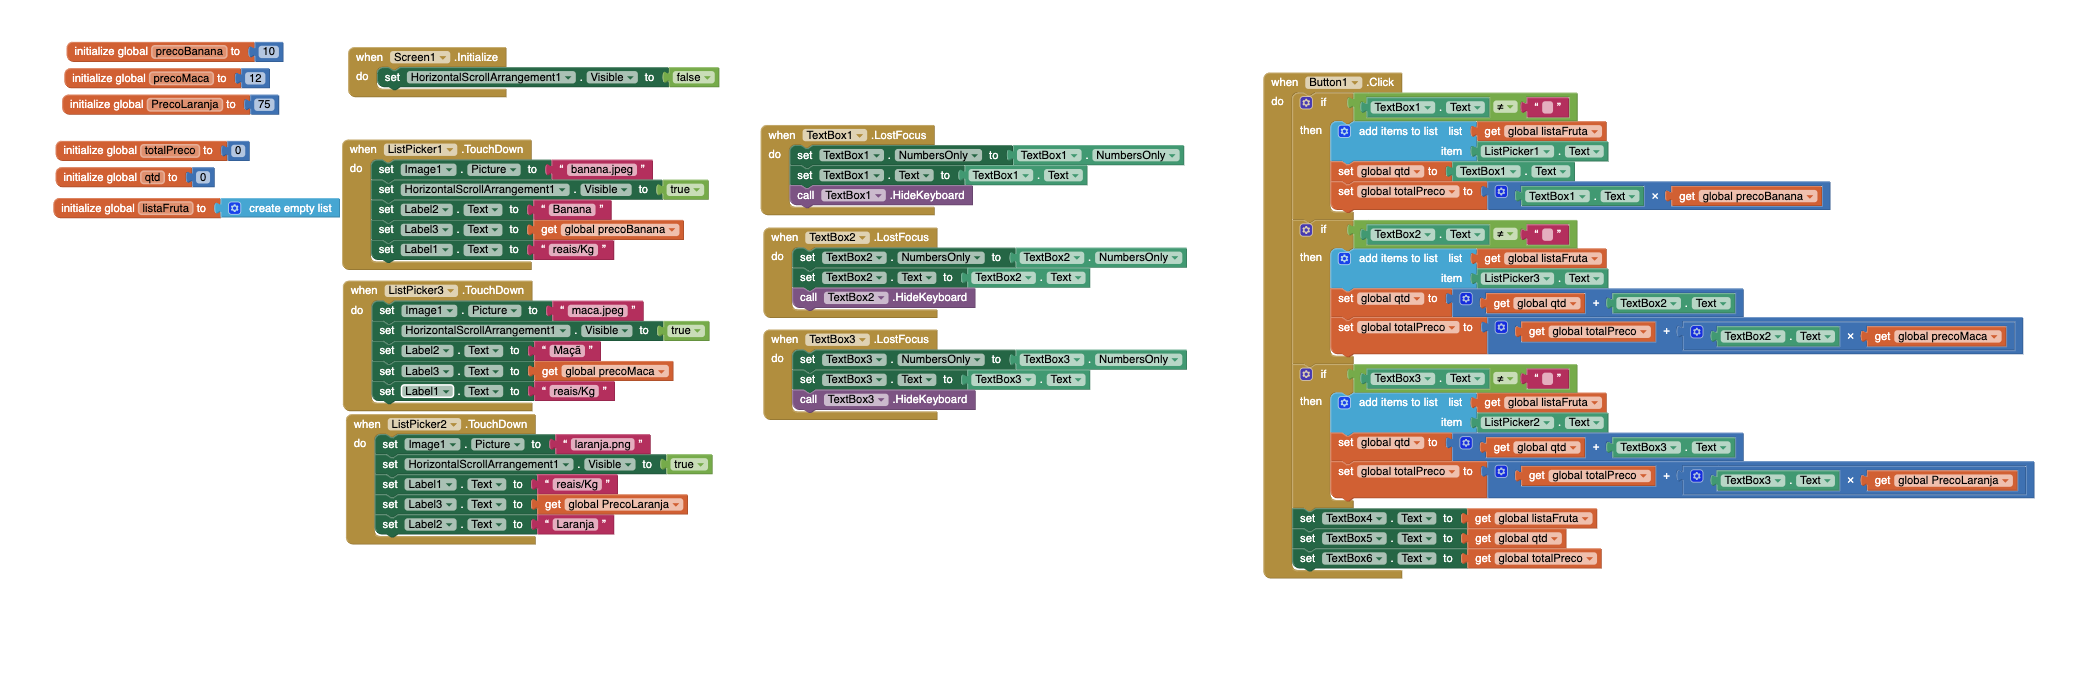 initialize global precoBanana to 10
initialize global precoMaca to 12
initialize global PrecoLaranja to 75
initialize global totalPreco to 0
initialize global qtd to 0
initialize global listaFruta to create empty list
when Screen1 .Initialize
do set HorizontalScrollArrangement1 . Visible to false
when ListPicker1 .TouchDown
do set Image1 . Picture to " banana.jpeg "
set HorizontalScrollArrangement1 . Visible to true
set Label2 . Text to " Banana "
set Label3 . Text to get global precoBanana
set Label1 . Text to " reais/Kg "
when ListPicker3 .TouchDown
do set Image1 . Picture to " maca.jpeg "
set HorizontalScrollArrangement1 . Visible to true
set Label2 . Text to " Maçã "
set Label3 . Text to get global precoMaca
set Label1 . Text to " reais/Kg "
when ListPicker2 .TouchDown
do set Image1 . Picture to " laranja.png "
set HorizontalScrollArrangement1 . Visible to true
set Label1 . Text to " reais/Kg "
set Label3 . Text to get global PrecoLaranja
set Label2 . Text to " Laranja "
when TextBox1 .LostFocus
do set TextBox1 . NumbersOnly to TextBox1 . NumbersOnly
set TextBox1 . Text to TextBox1 . Text
call TextBox1 .HideKeyboard
when TextBox2 .LostFocus
do set TextBox2 . NumbersOnly to TextBox2 . NumbersOnly
set TextBox2 . Text to TextBox2 . Text
call TextBox2 .HideKeyboard
when TextBox3 .LostFocus
do set TextBox3 . NumbersOnly to TextBox3 . NumbersOnly
set TextBox3 . Text to TextBox3 . Text
call TextBox3 .HideKeyboard
when Button1 .Click
do if TextBox1 . Text ≠ " "
then add items to list list get global listaFruta
item ListPicker1 . Text
set global qtd to TextBox1 . Text
set global totalPreco to TextBox1 . Text × get global precoBanana
if TextBox2 . Text ≠ " "
then add items to list list get global listaFruta
item ListPicker3 . Text
set global qtd to get global qtd + TextBox2 . Text
set global totalPreco to get global totalPreco + TextBox2 . Text × get global precoMaca
if TextBox3 . Text ≠ " "
then add items to list list get global listaFruta
item ListPicker2 . Text
set global qtd to get global qtd + TextBox3 . Text
set global totalPreco to get global totalPreco + TextBox3 . Text × get global PrecoLaranja
set TextBox4 . Text to get global listaFruta
set TextBox5 . Text to get global qtd
set TextBox6 . Text to get global totalPreco